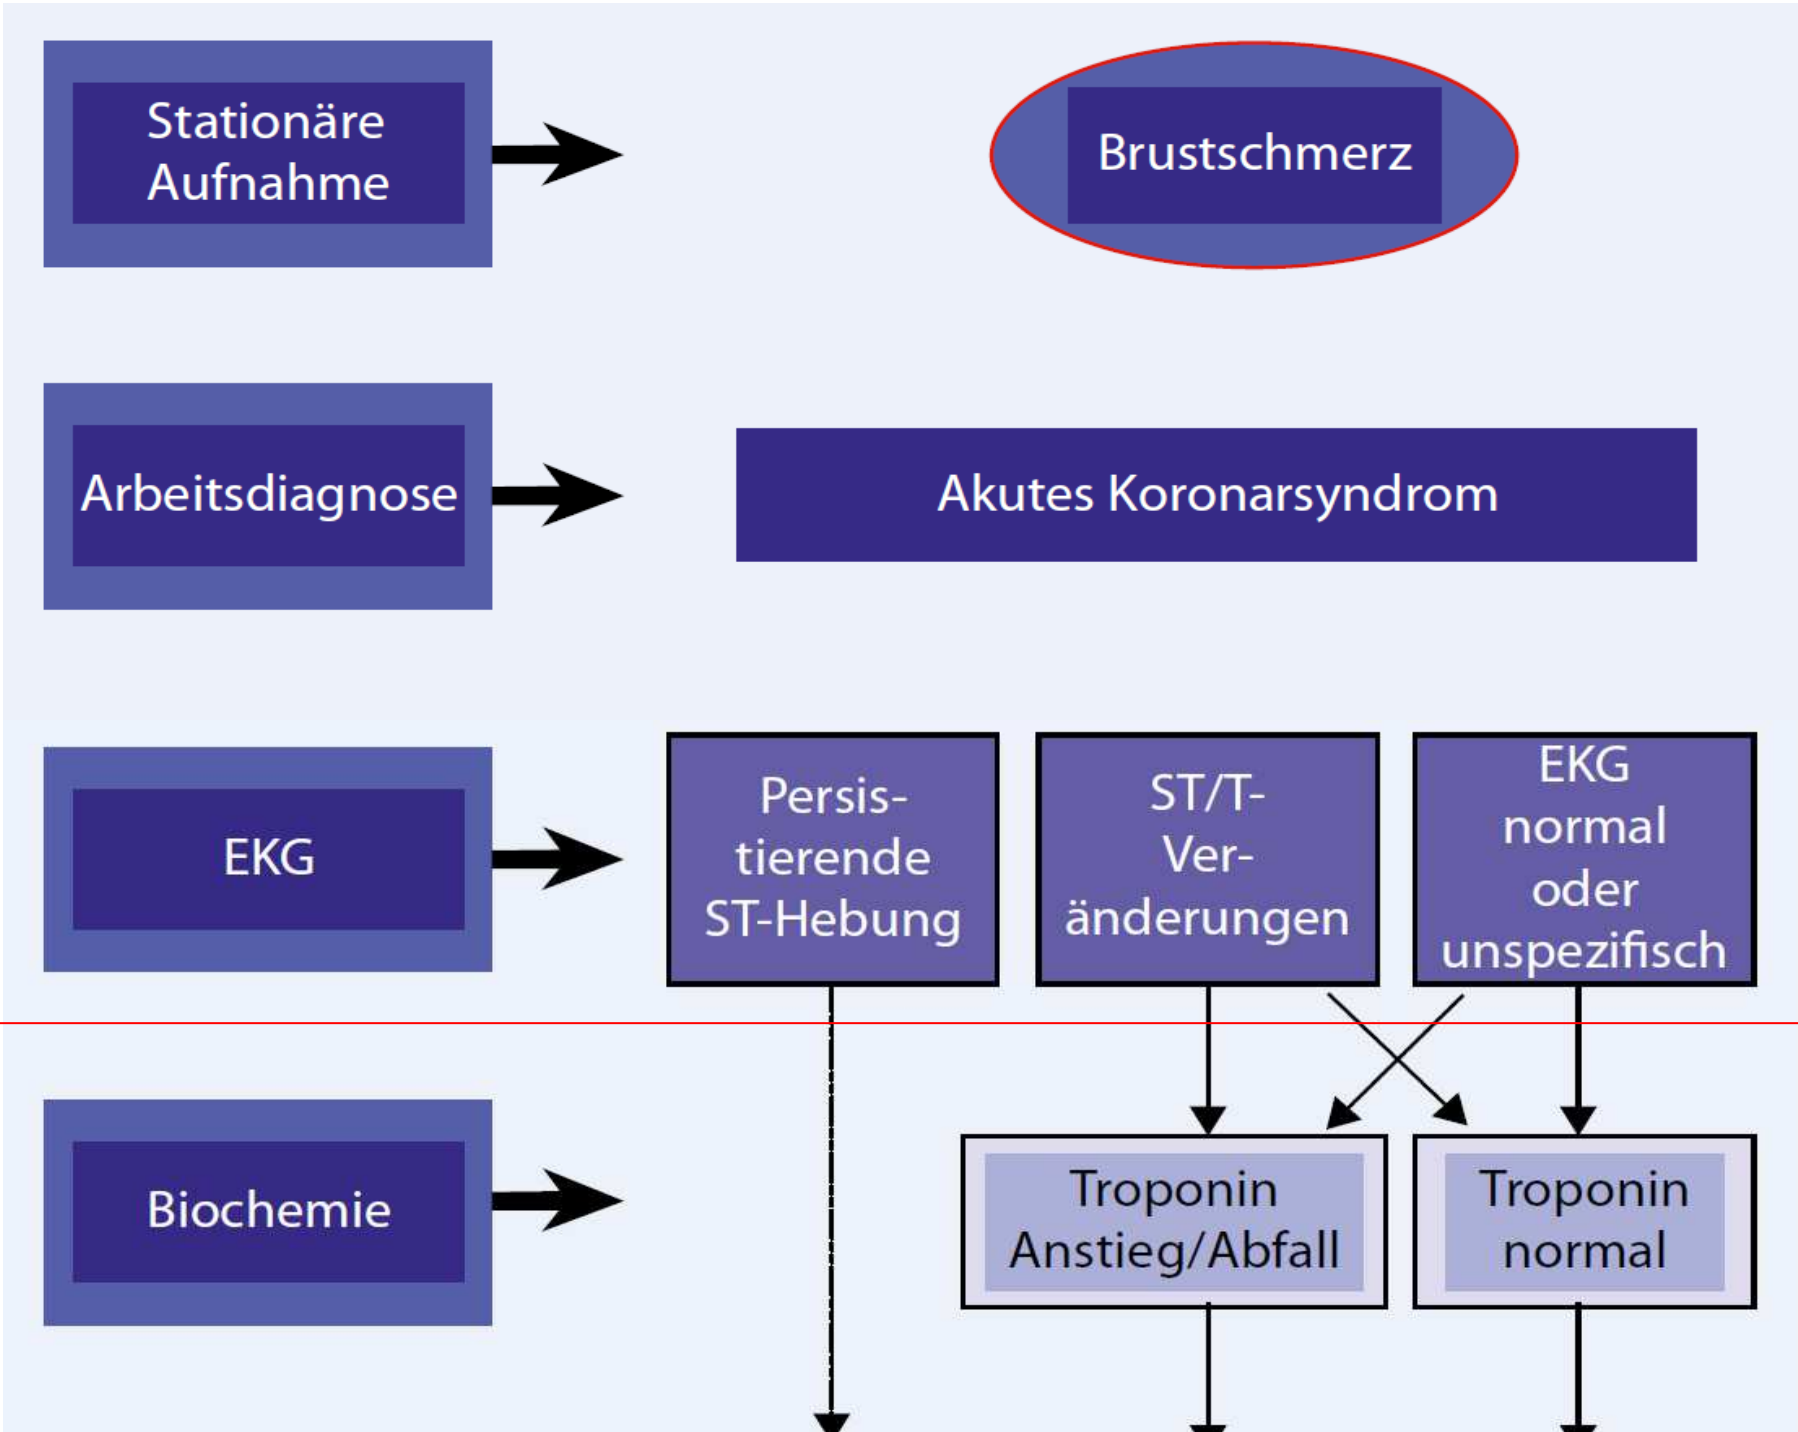 Stationäre
Aufnahme
Brustschmerz
Arbeitsdiagnose
Akutes Koronarsyndrom
EKG
Persis-
tierende
ST-Hebung
ST/T-
Ver-
änderungen
EKG
normal
oder
unspezifisch
Biochemie
Troponin
Anstieg/Abfall
Troponin
normal